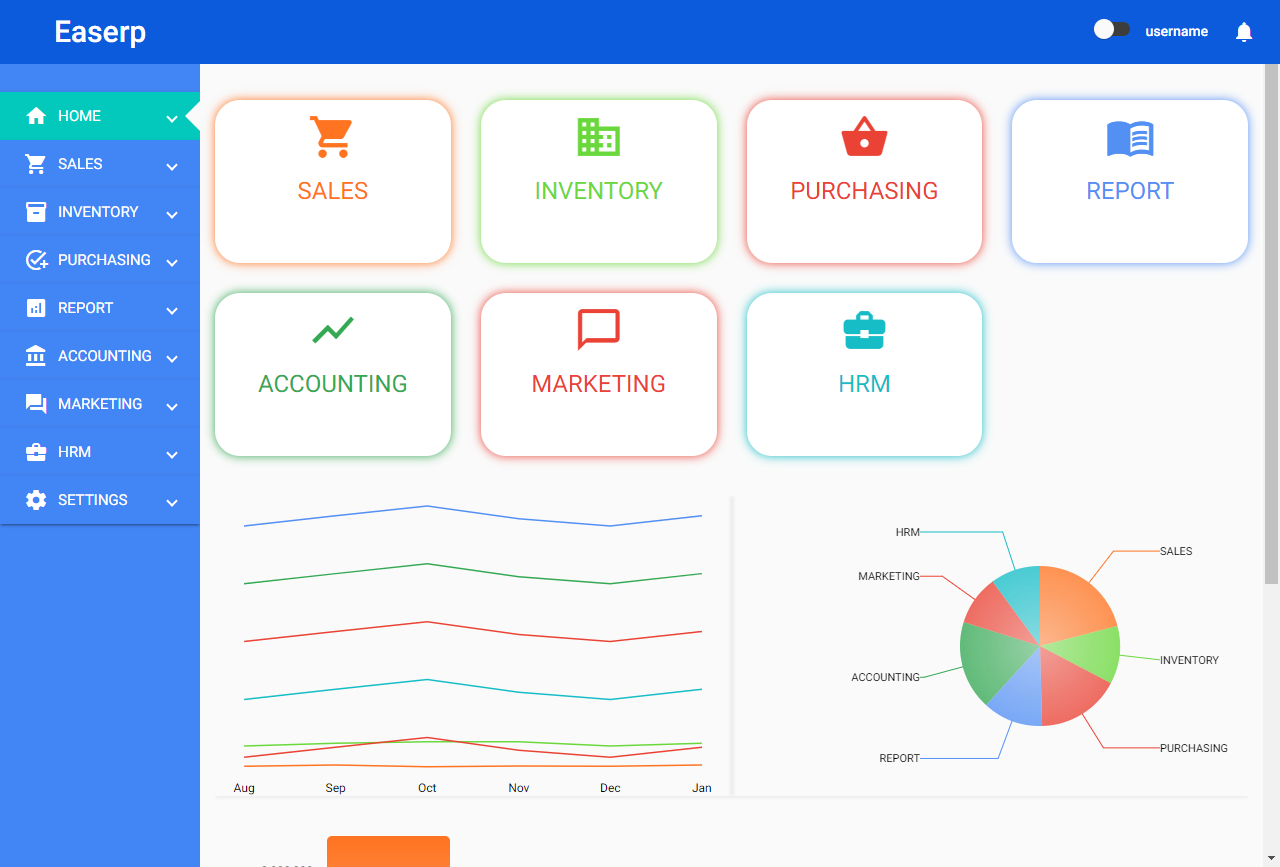 Easerp
username
HOME
SALES
INVENTORY
PURCHASING
REPORT
ACCOUNTING
MARKETING
HRM
SETTINGS
SALES
INVENTORY
PURCHASING
REPORT
ACCOUNTING
MARKETING
HRM
Aug Sep Oct Nov Dec Jan
HRM
SALES
MARKETING
INVENTORY
ACCOUNTING
PURCHASING
REPORT